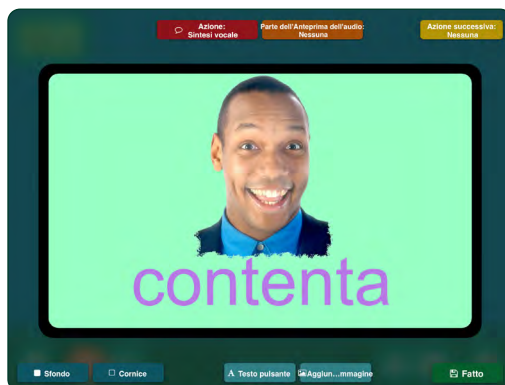 Azione:
Sintesi vocale
Parte dell'Anteprima dell'audio:
Nessuna
Azione successiva:
Nessuna
contenta
Sfondo
Cornice
A Testo pulsante
Aggiun…mmagine
Fatto